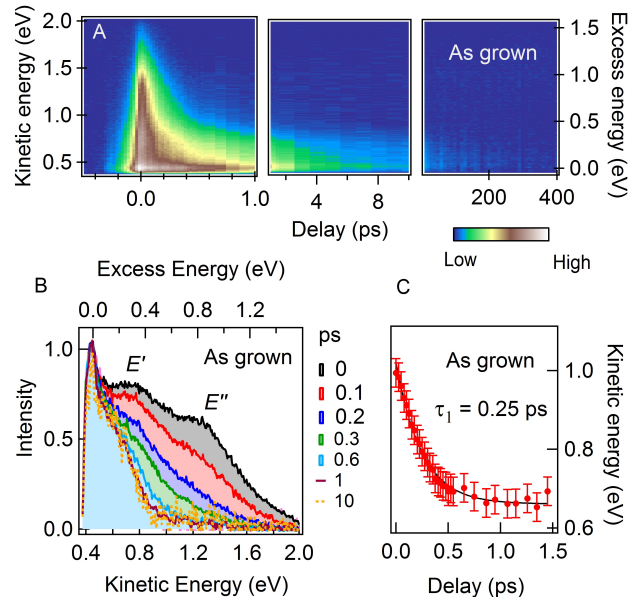 A
As grown
Kinetic energy (eV)
2.0
1.5
1.0
0.5
Excess energy (eV)
1.5
1.0
0.5
0.0
0.0
1.0
4
8
200
400
Delay (ps)
Low
High
B
Excess Energy (eV)
0.0
0.4
0.8
1.2
Intensity
1.0
0.5
0.0
E'
E"
As grown
ps
0
0.1
0.2
0.3
0.6
1
10
0.4
0.8
1.2
1.6
2.0
Kinetic Energy (eV)
C
As grown
τ1 = 0.25 ps
Kinetic energy (eV)
1.0
0.8
0.6
0.0
0.5
1.0
1.5
Delay (ps)